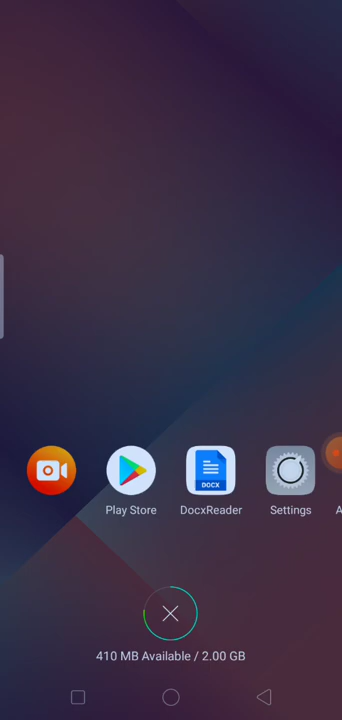 DOCX
Play Store
DocxReader
Settings
A
410 MB Available / 2.00 GB